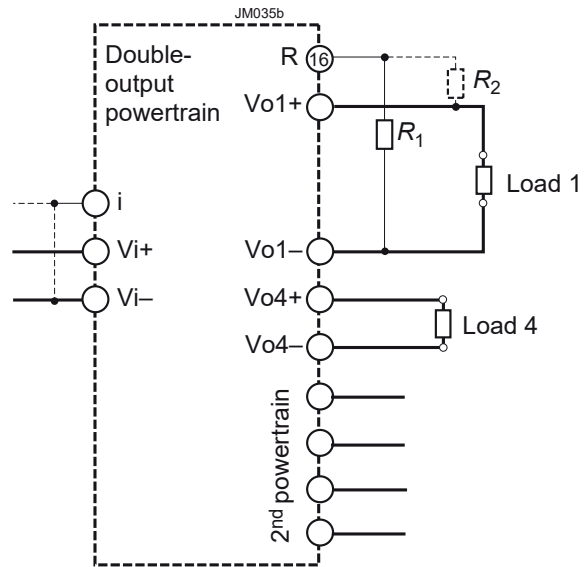 JM035b
Double-
output
powertrain
R
16
R2
Vo1+
R1
Load 1
i
Vi+
Vo1–
Vi–
Vo4+
Load 4
Vo4–
2nd powertrain